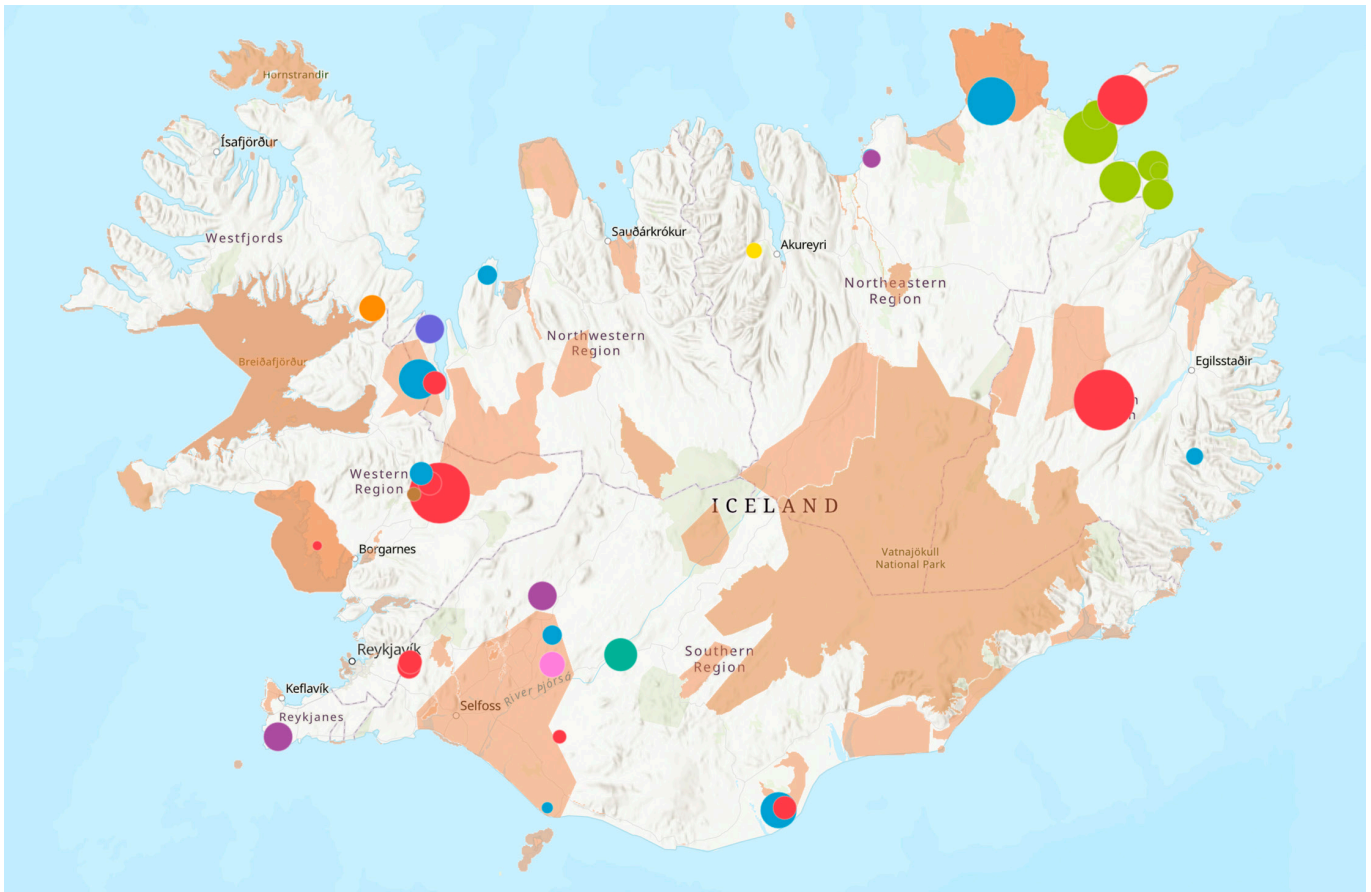 Hornstrandir
Ísafjörður
Westfjords
Sauðárkrókur
Akureyri
Northeastern
Region
Northwestern
Region
Breiðafjörður
Egilsstaðir
n
n
Western
Region
ICELAND
Borgarnes
Vatnajökull
National Park
Reykjavík
Southern
Region
Keflavík
River Þjórsá
Selfoss
Reykjanes